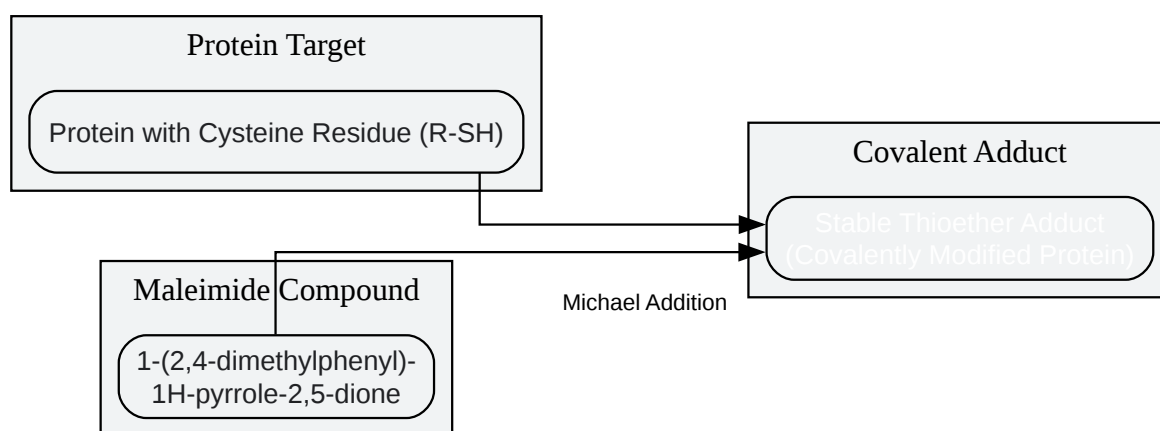 Protein Target
Protein with Cysteine Residue (R-SH)
Covalent Adduct
Stable Thioether Adduct
(Covalently Modified Protein)
Maleimide Compound
Michael Addition
1-(2,4-dimethylphenyl)-
1H-pyrrole-2,5-dione